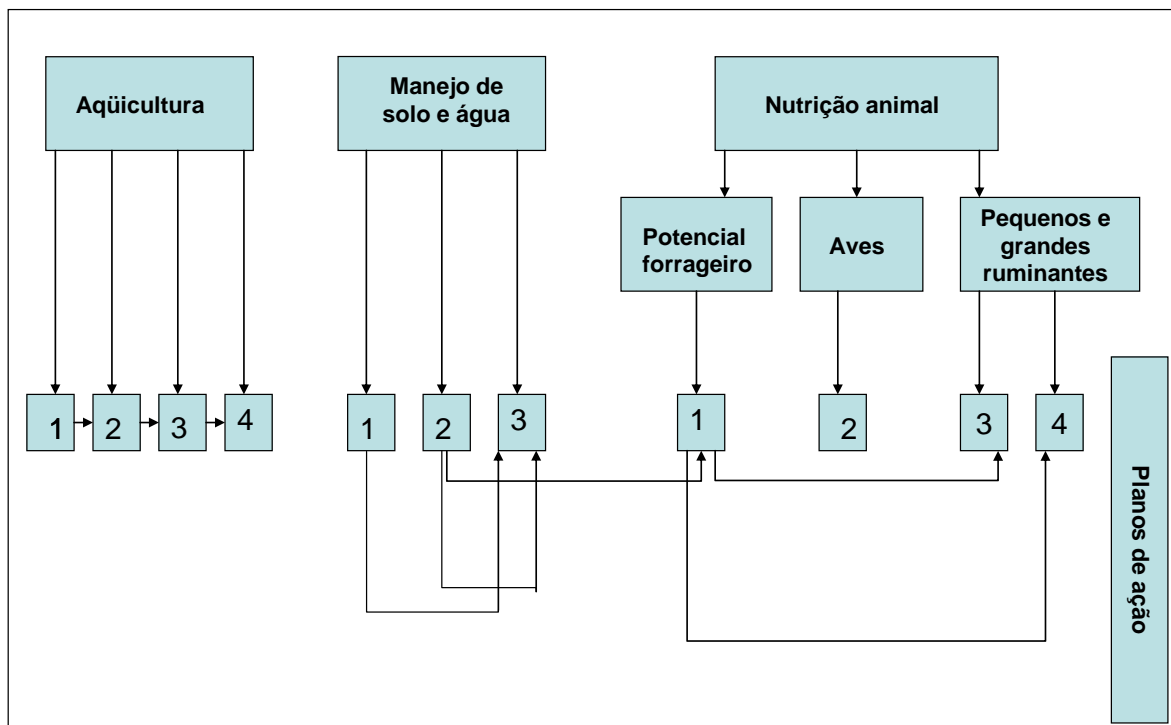 Aqüicultura
Manejo de
solo e água
Nutrição animal
Potencial
forrageiro
Aves
Pequenos e
grandes
ruminantes
1
2
3
4
1
2
3
1
2
3
4
Planos de ação